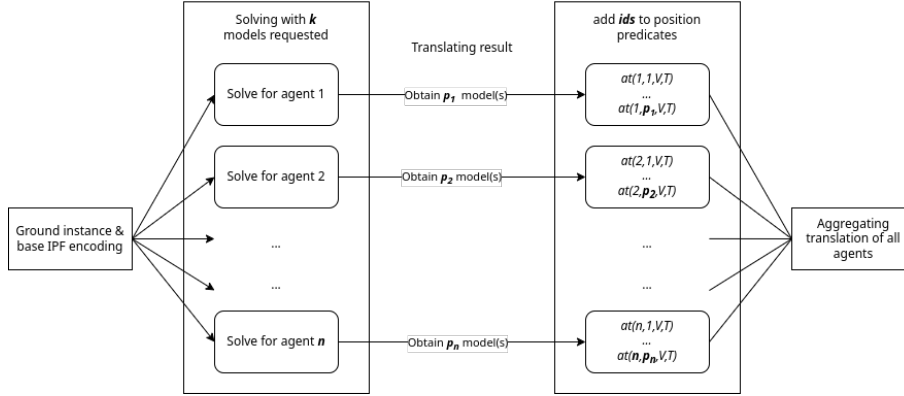 Solving with k
models requested
Translating result
add ids to position
predicates
Solve for agent 1
Obtain p1 model(s)
at(1,1,V,T)
...
at(1,p1,V,T)
Solve for agent 2
Obtain p2 model(s)
at(2,1,V,T)
...
at(2,p2,V,T)
Ground instance &
base IPF encoding
...
...
Aggregating
translation of all
agents
...
...
Solve for agent n
Obtain pn model(s)
at(n,1,V,T)
...
at(n,pn,V,T)